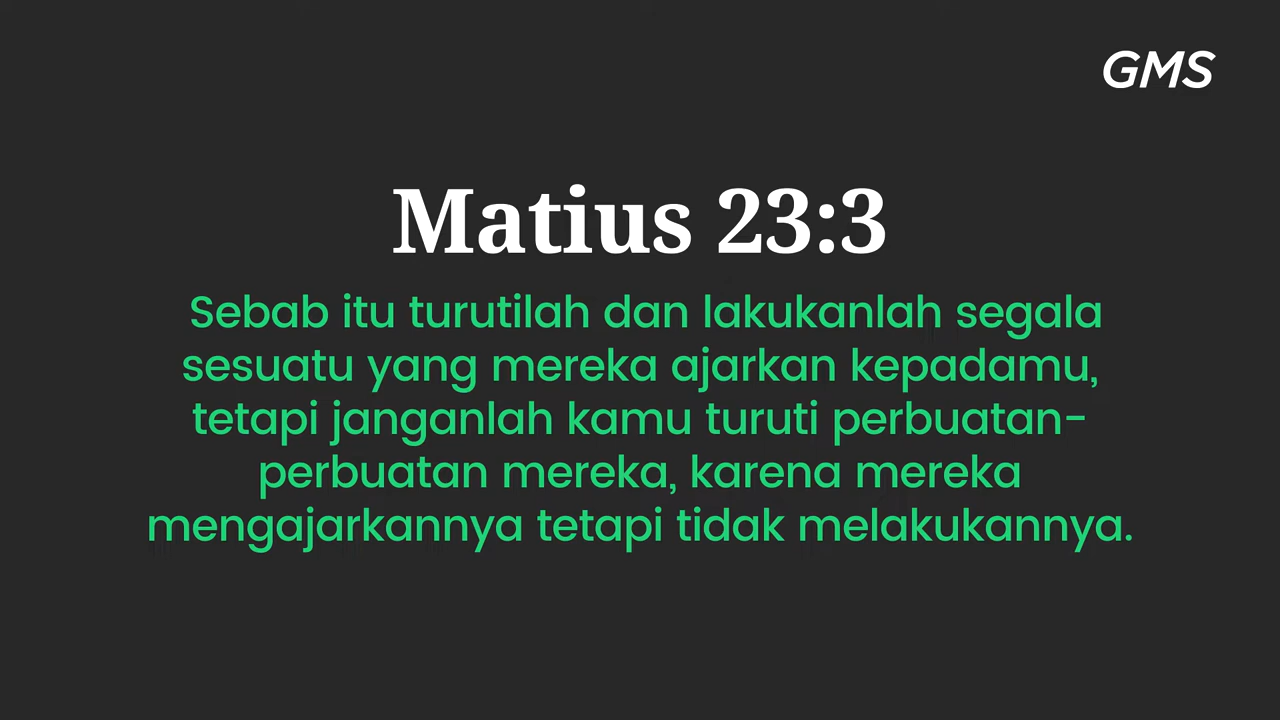 GMS
Matius 23:3
Sebab itu turutilah dan lakukanlah segala
sesuatu yang mereka ajarkan kepadamu,
tetapi janganlah kamu turuti perbuatan-
perbuatan mereka, karena mereka
mengajarkannya tetapi tidak melakukannya.